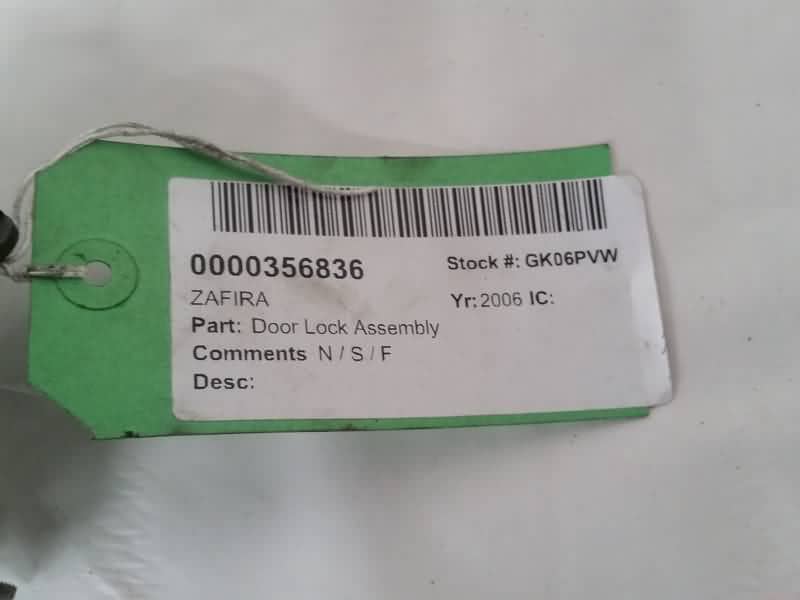 0000356836 Stock #: GK06PVW
ZAFIRA Yr: 2006 IC:
Part: Door Lock Assembly
Comments N / S / F
Desc: